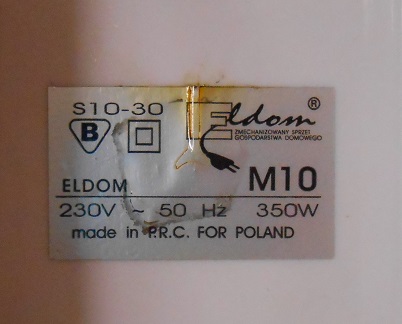 S10-30
B
Eldom®
ZMECHANIZOWANY SPRZĘT
GOSPODARSTWA DOMOWEGO
ELDOM M10
230V ~ 50 Hz 350W
made in P.R.C. FOR POLAND